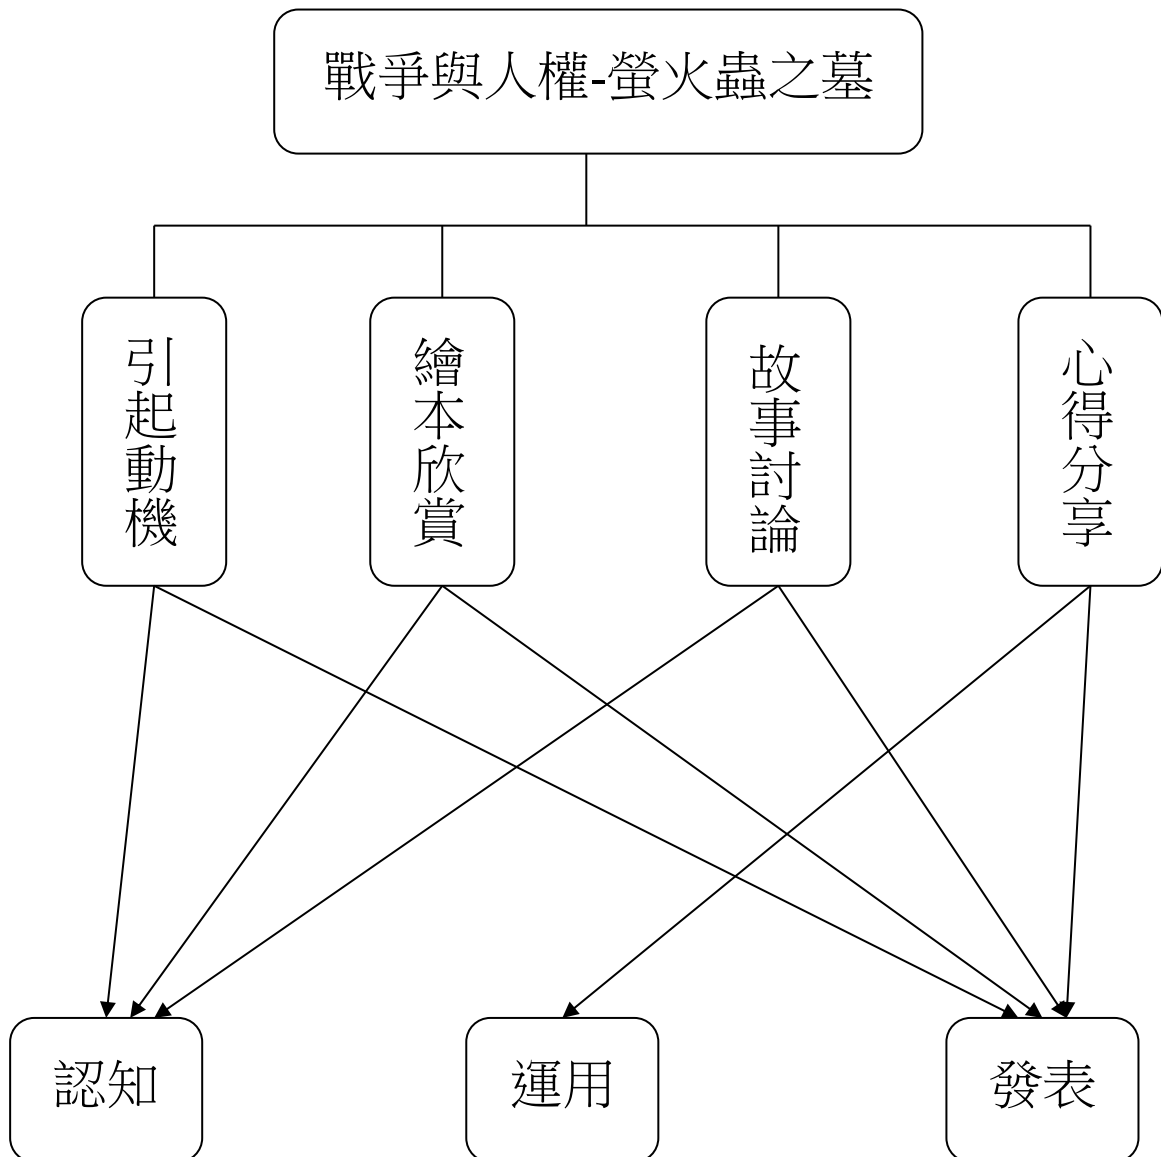 戰爭與人權-螢火蟲之墓
引起動機
繪本欣賞
故事討論
心得分享
認知
運用
發表